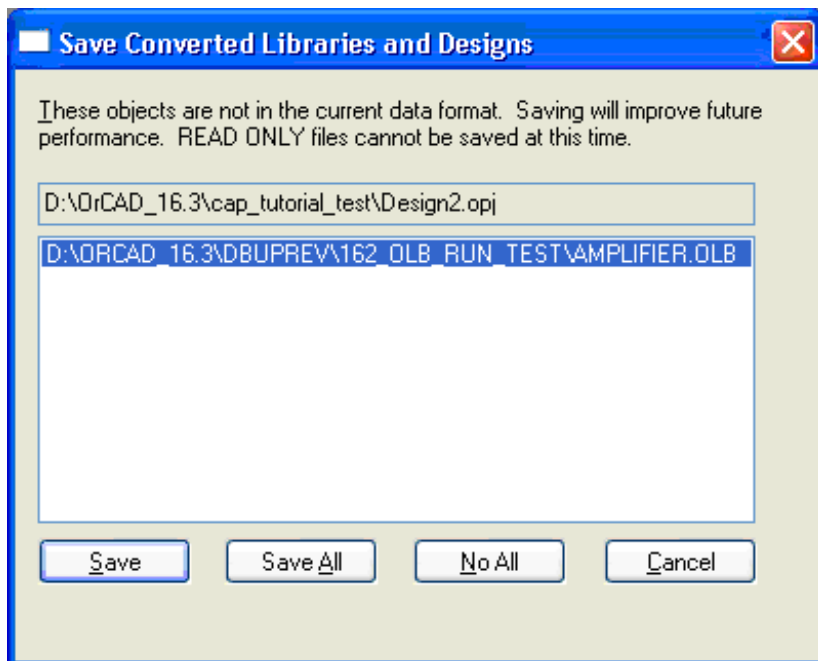 Save Converted Libraries and Designs
These objects are not in the current data format.  Saving will improve future
performance.  READ ONLY files cannot be saved at this time.
D:\OrCAD_16.3\cap_tutorial_test\Design2.opj
D:\ORCAD_16.3\DBUPREV\162_OLB_RUN_TEST\AMPLIFIER.OLB
Save Save All No All Cancel